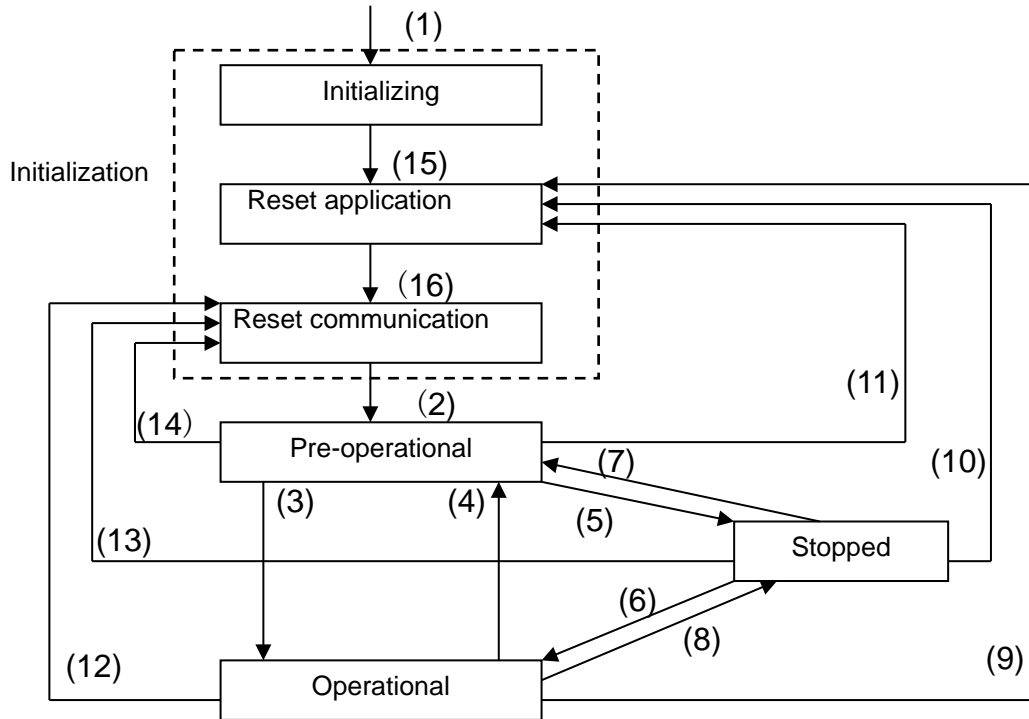 (1)
Initializing
Initialization
(15)
Reset application
（16)
Reset communication
(11)
（2)
(14）
Pre-operational
(7)
(10)
(3)
(4)
(5)
(13)
Stopped
(6)
(8)
(12)
(9)
Operational